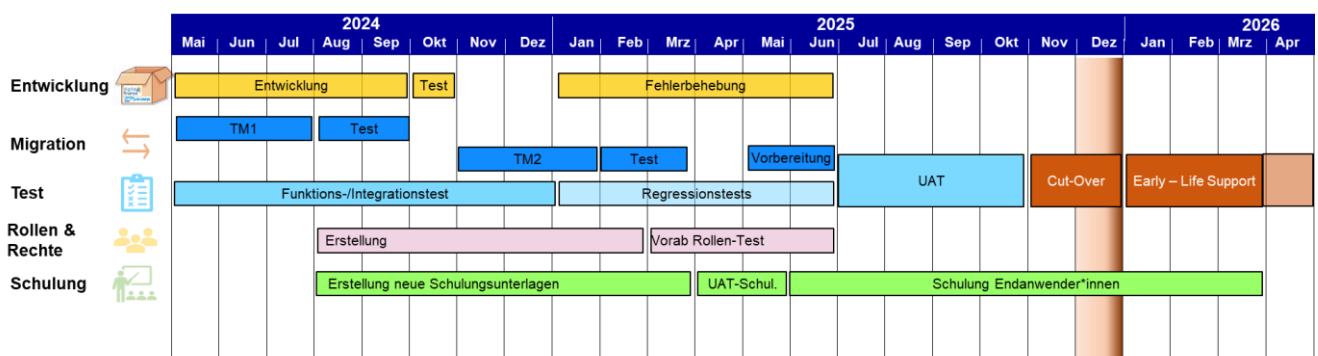 2024 2025 2026
Mai Jun Jul Aug Sep Okt Nov Dez Jan Feb Mrz Apr Mai Jun Jul Aug Sep Okt Nov Dez Jan Feb Mrz Apr
Entwicklung Entwicklung Test Fehlerbehebung
TM1 Test
Migration
TM2 Test Vorbereitung
UAT Cut-Over Early – Life Support
Test Funktions-/Integrationstest Regressionstests
Rollen &
Rechte Erstellung Vorab Rollen-Test
Schulung Erstellung neue Schulungsunterlagen UAT-Schul. Schulung Endanwender*innen